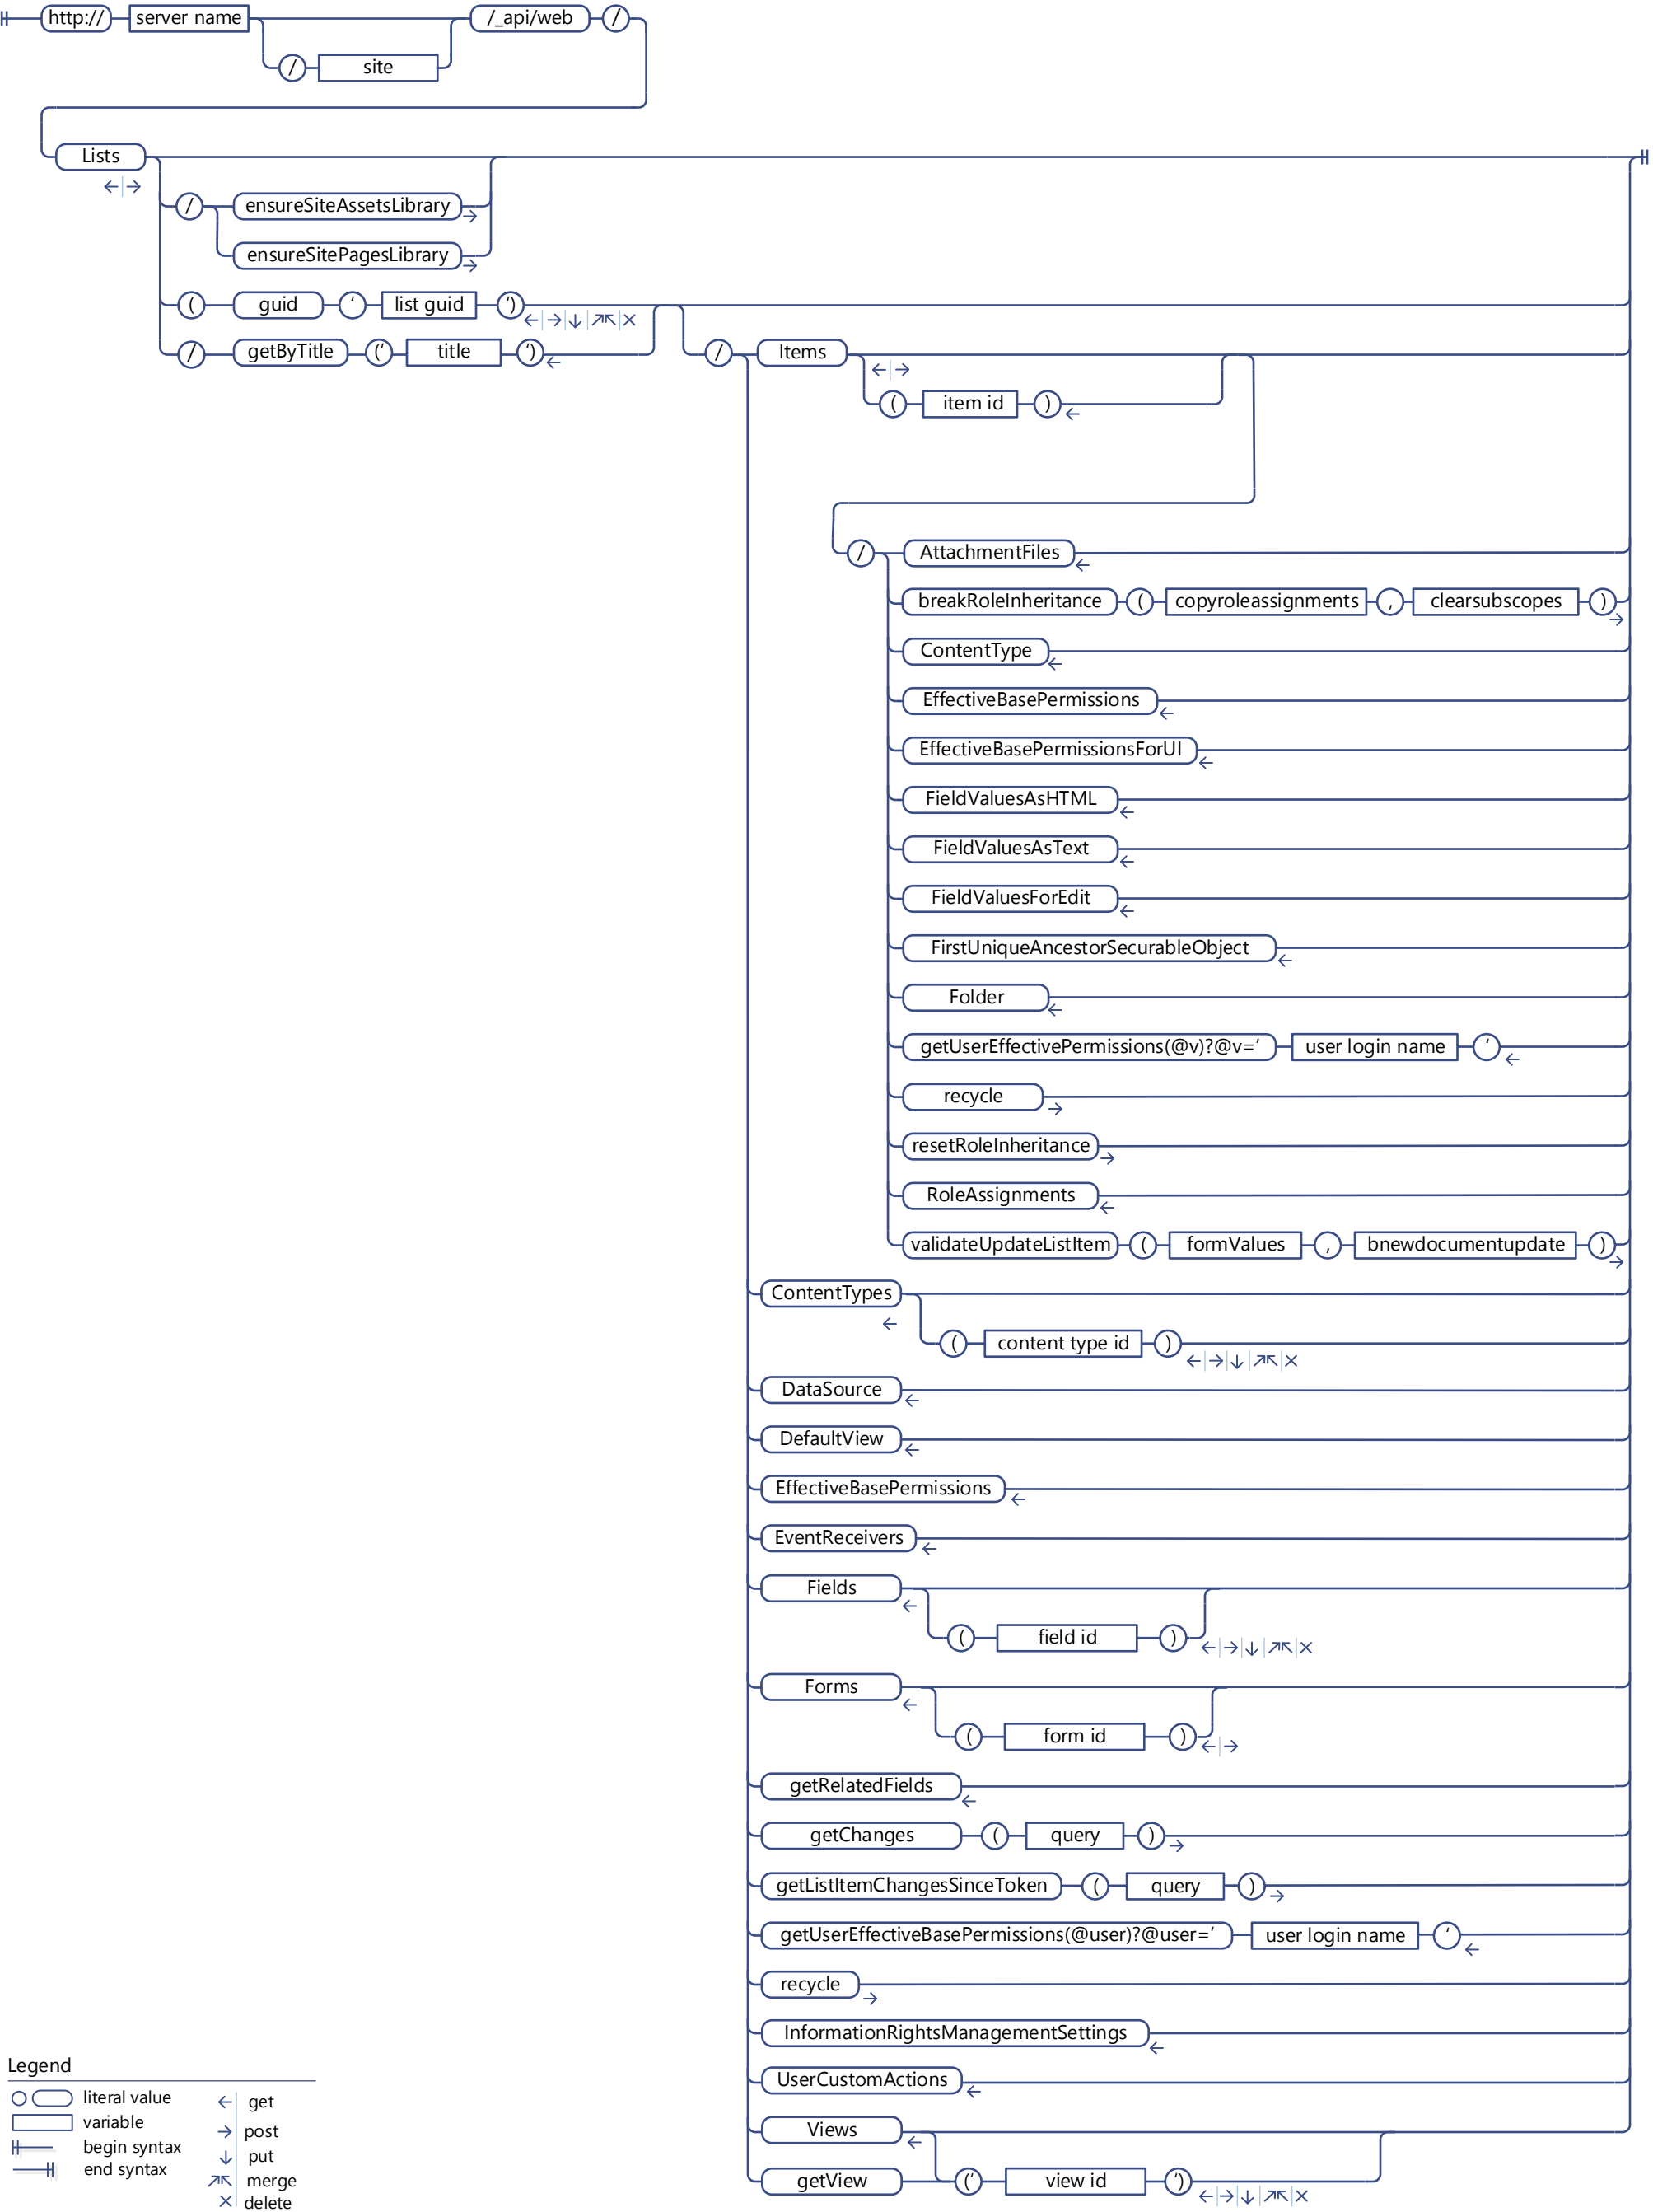 http:// server name /_api/web /
/ site
Lists
/ ensureSiteAssetsLibrary
ensureSitePagesLibrary
( guid ‘ list guid ‘)
/ getByTitle (‘ title ‘) / Items
( item id )
/ AttachmentFiles
breakRoleInheritance ( copyroleassignments , clearsubscopes )
ContentType
EffectiveBasePermissions
EffectiveBasePermissionsForUI
FieldValuesAsHTML
FieldValuesAsText
FieldValuesForEdit
FirstUniqueAncestorSecurableObject
Folder
getUserEffectivePermissions(@v)?@v=‘ user login name ‘
recycle
resetRoleInheritance
RoleAssignments
validateUpdateListItem ( formValues , bnewdocumentupdate )
ContentTypes
( content type id )
DataSource
DefaultView
EffectiveBasePermissions
EventReceivers
Fields
( field id )
Forms
( form id )
getRelatedFields
getChanges ( query )
getListItemChangesSinceToken ( query )
getUserEffectiveBasePermissions(@user)?@user=‘ user login name ‘
recycle
InformationRightsManagementSettings
UserCustomActions
Views
getView (‘ view id ‘)
Legend
literal value
variable
begin syntax
end syntax
get
post
put
merge
delete